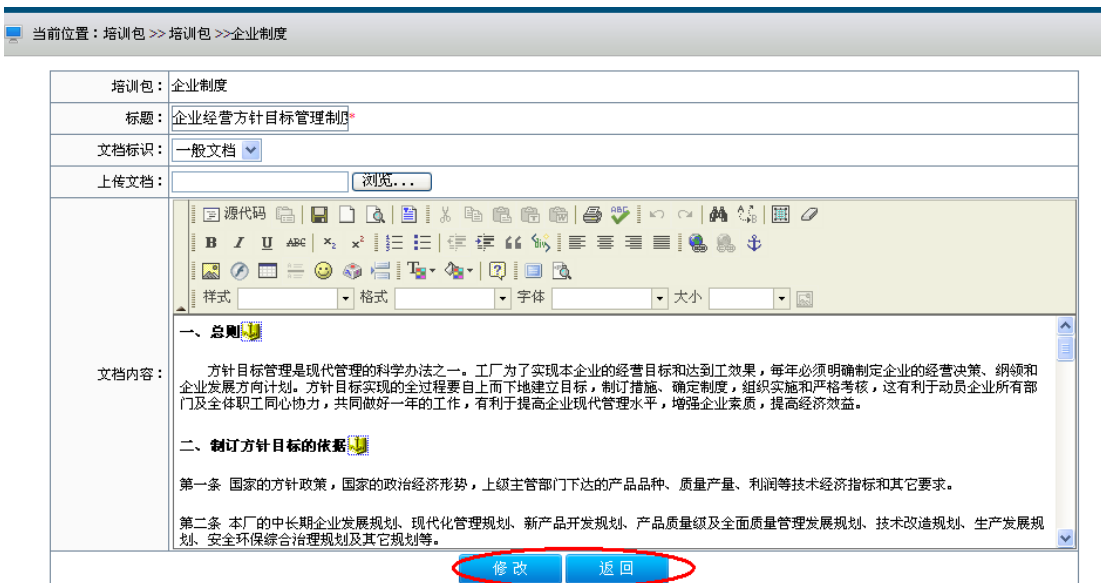 当前位置：培训包 >> 培训包 >>企业制度
培训包： 企业制度
标题： 企业经营方针目标管理制度*
文档标识： 一般文档
上传文档： 浏览...
源代码
B I U ABC x₂ x²
样式 格式 字体 大小
文档内容：
一、总则
方针目标管理是现代管理的科学办法之一。工厂为了实现本企业的经营目标和达到工效果，每年必须明确制定企业的经营决策、纲领和
企业发展方向计划。方针目标实现的全过程要自上而下地建立目标，制订措施、确定制度，组织实施和严格考核，这有利于动员企业所有部
门及全体职工同心协力，共同做好一年的工作，有利于提高企业现代管理水平，增强企业素质，提高经济效益。
二、制订方针目标的依据
第一条 国家的方针政策，国家的政治经济形势，上级主管部门下达的产品品种、质量产量、利润等技术经济指标和其它要求。
第二条 本厂的中长期企业发展规划、现代化管理规划、新产品开发规划、产品质量级及全面质量管理发展规划、技术改造规划、生产发展规
划、安全环保综合治理规划及其它规划等。
修改 返回